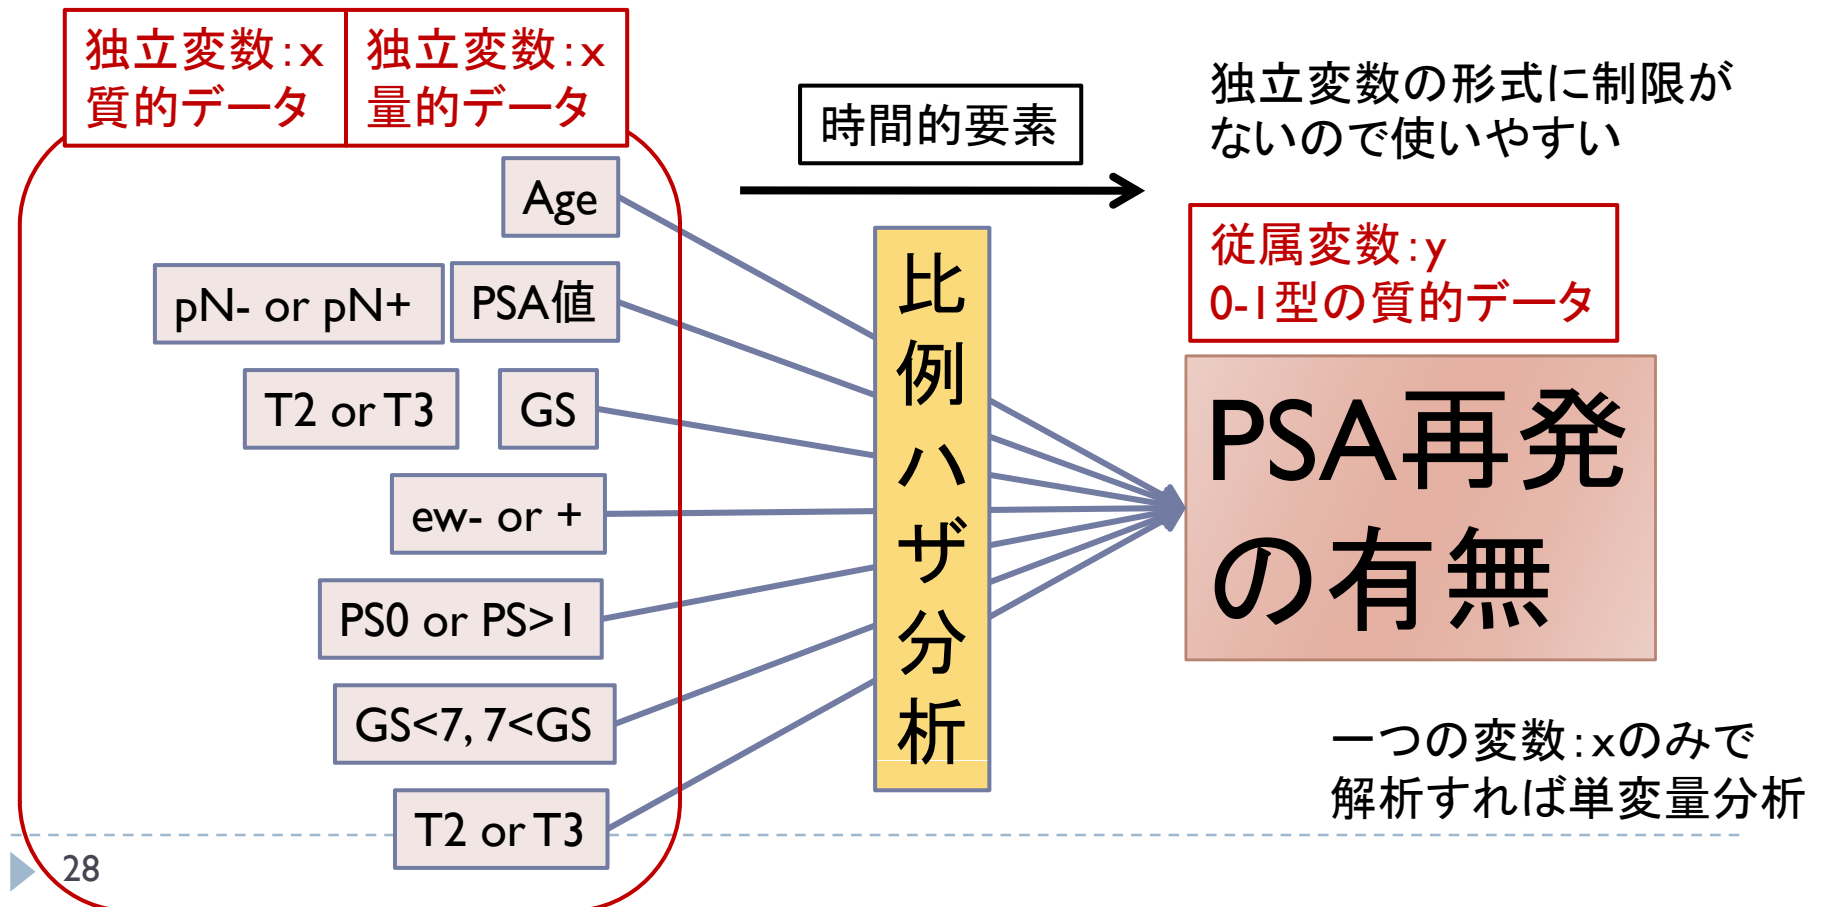 独立変数:x
質的データ
独立変数:x
量的データ
時間的要素
独立変数の形式に制限が
ないので使いやすい
Age
pN- or pN+
PSA値
T2 or T3
GS
ew- or +
PS0 or PS>1
GS<7, 7<GS
T2 or T3
比例ハザ分析
従属変数:y
0-1型の質的データ
PSA再発
の有無
一つの変数:xのみで
解析すれば単変量分析
28